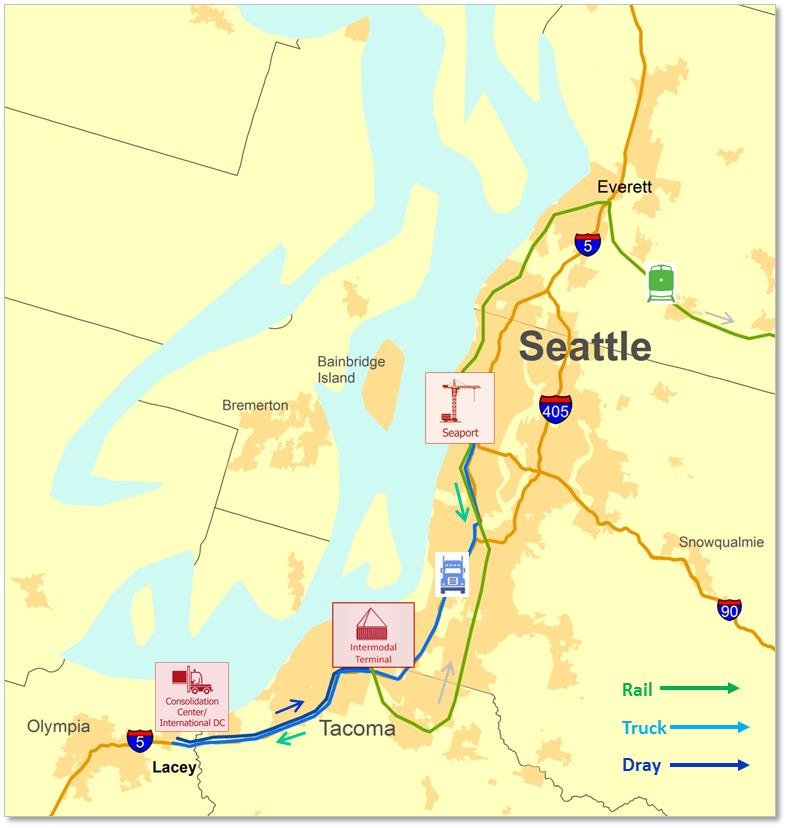 Everett
5
Seattle
Bainbridge
Island
405
Bremerton
Seaport
Snowqualmie
90
Intermodal
Terminal
Consolidation
Center/
International DC
Rail
Olympia
Tacoma
Truck
5
Lacey
Dray